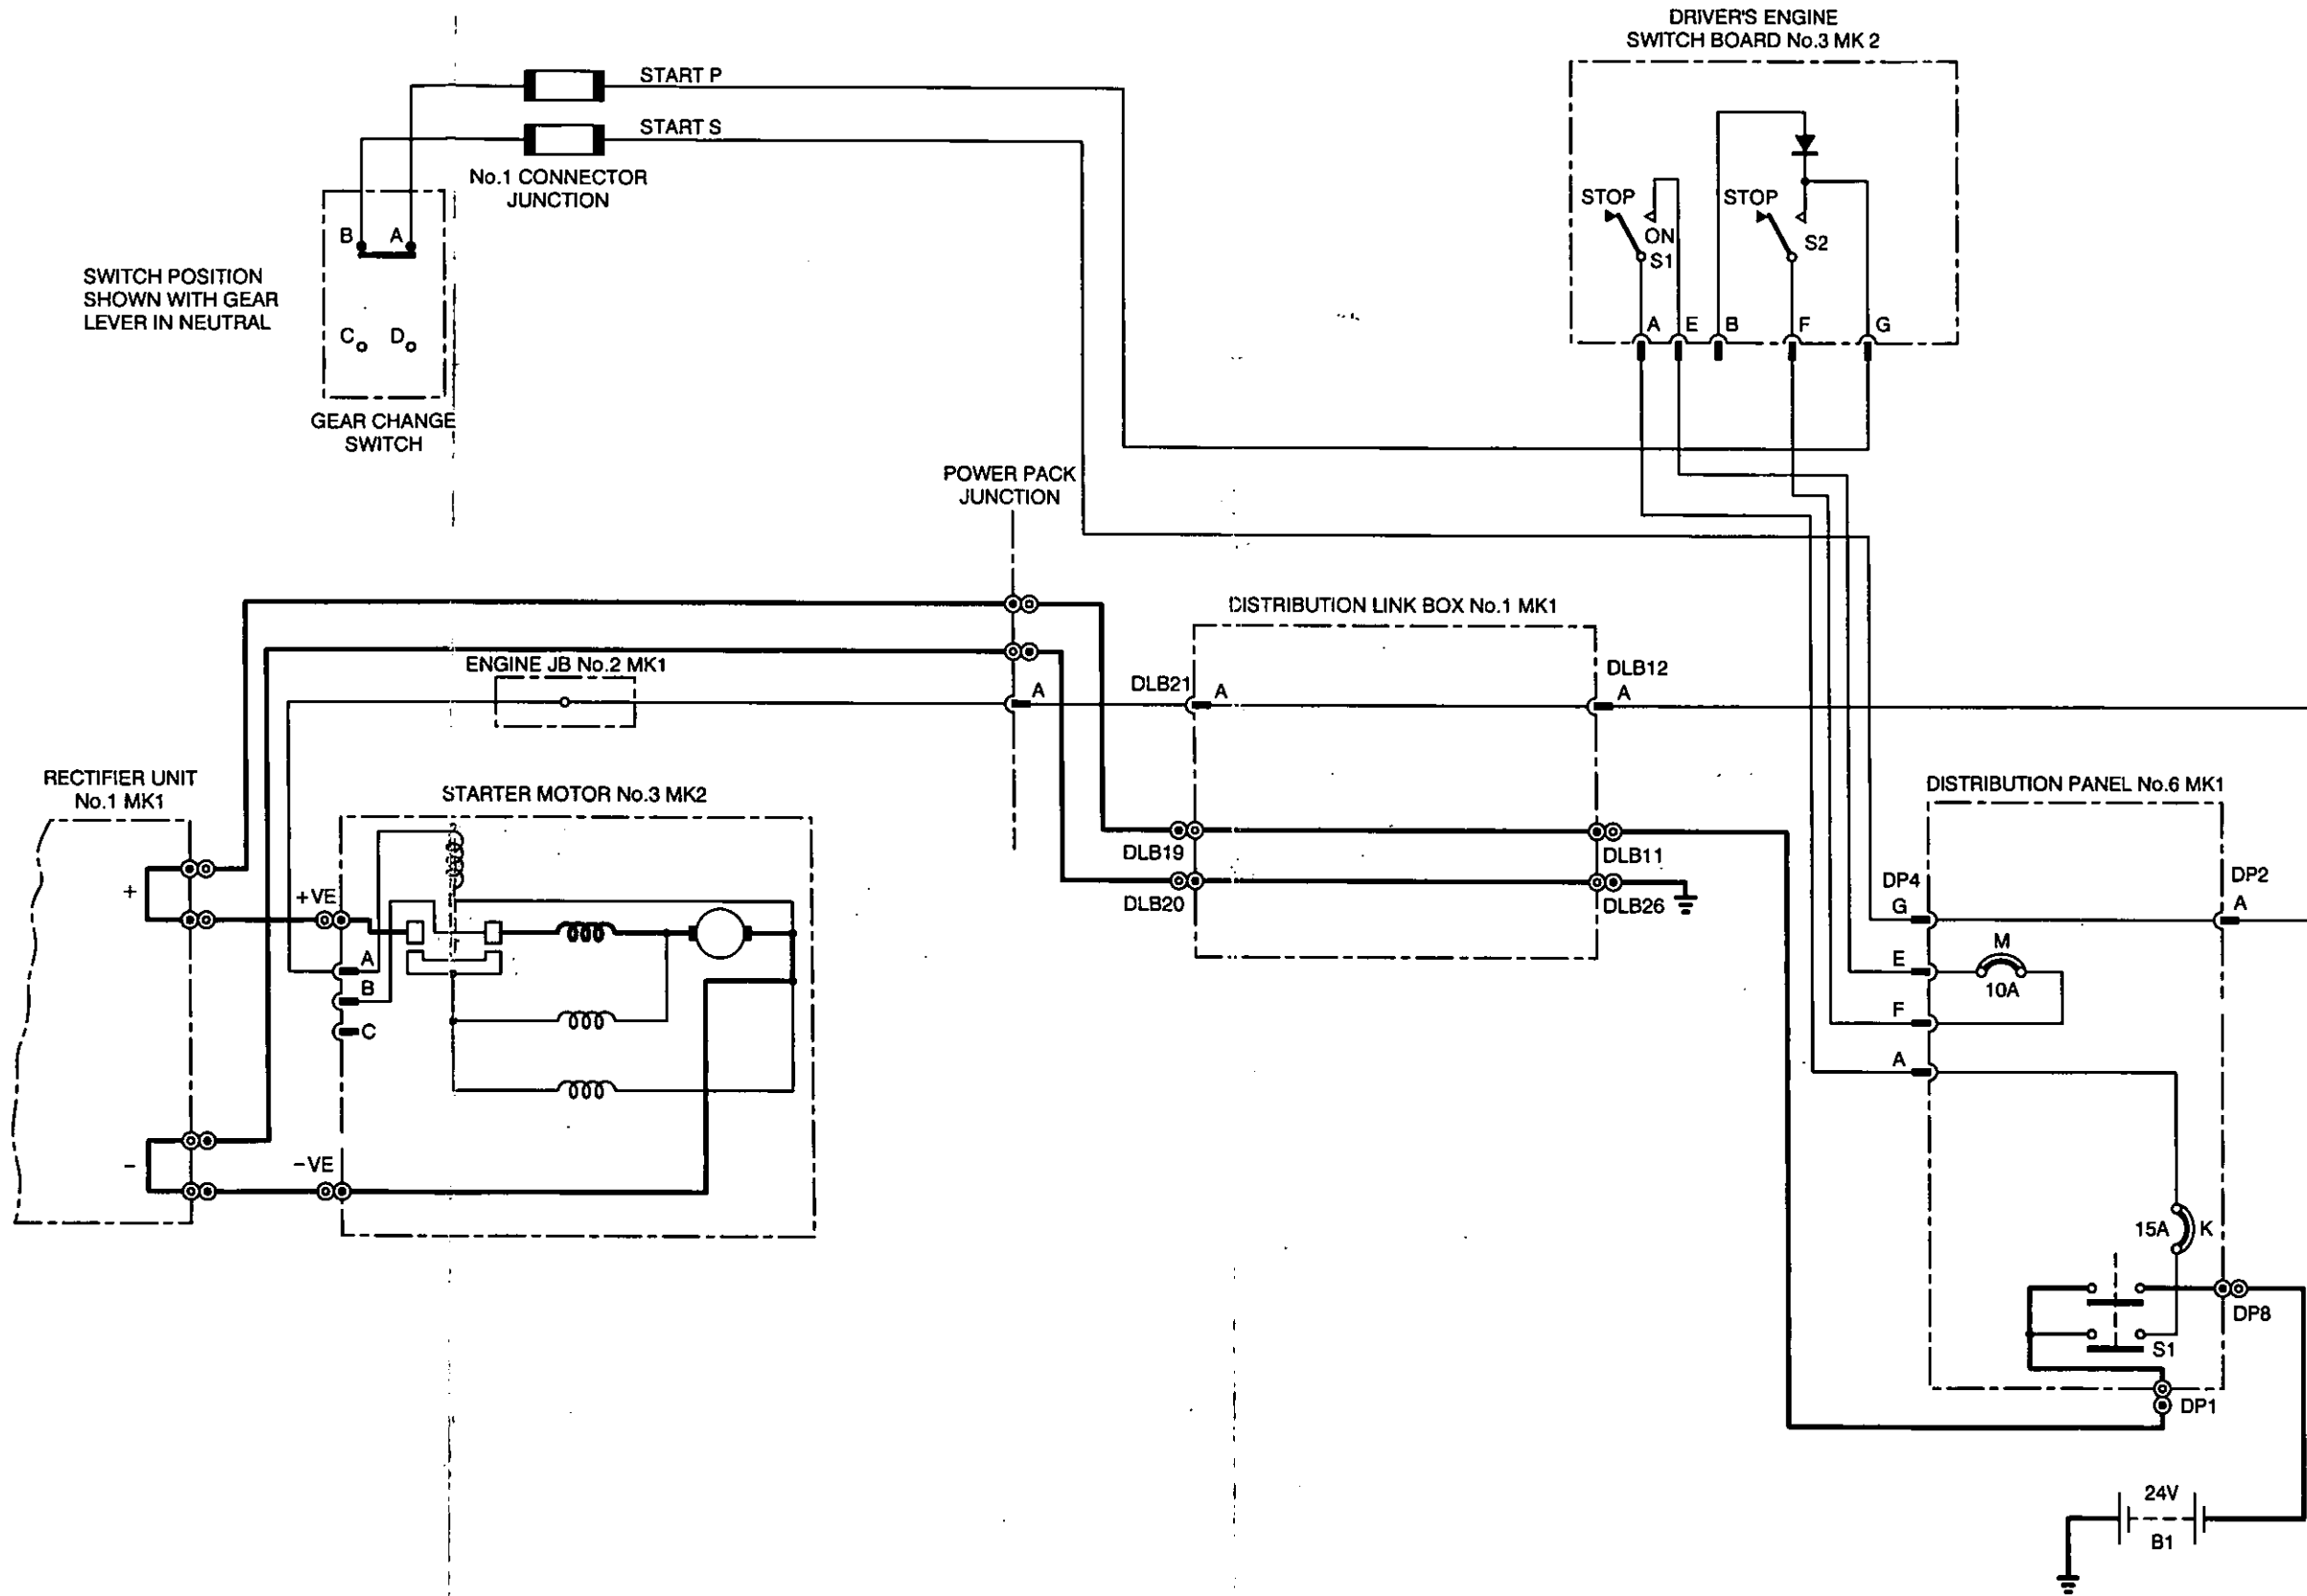 DRIVER'S ENGINE
SWITCH BOARD No.3 MK 2
START P
START S
No.1 CONNECTOR
JUNCTION
STOP
ON
S1
STOP
S2
B A
SWITCH POSITION
SHOWN WITH GEAR
LEVER IN NEUTRAL
C D
A E B F G
GEAR CHANGE
SWITCH
POWER PACK
JUNCTION
DISTRIBUTION LINK BOX No.1 MK1
ENGINE JB No.2 MK1
A
DLB21
A
DLB12
A
RECTIFIER UNIT
No.1 MK1
STARTER MOTOR No.3 MK2
DISTRIBUTION PANEL No.6 MK1
DLB19
DLB11
DLB20
DLB26
+
+VE
A
B
C
-
-VE
DP4
G
DP2
A
M
10A
E
F
A
15A
K
DP8
S1
DP1
24V
B1